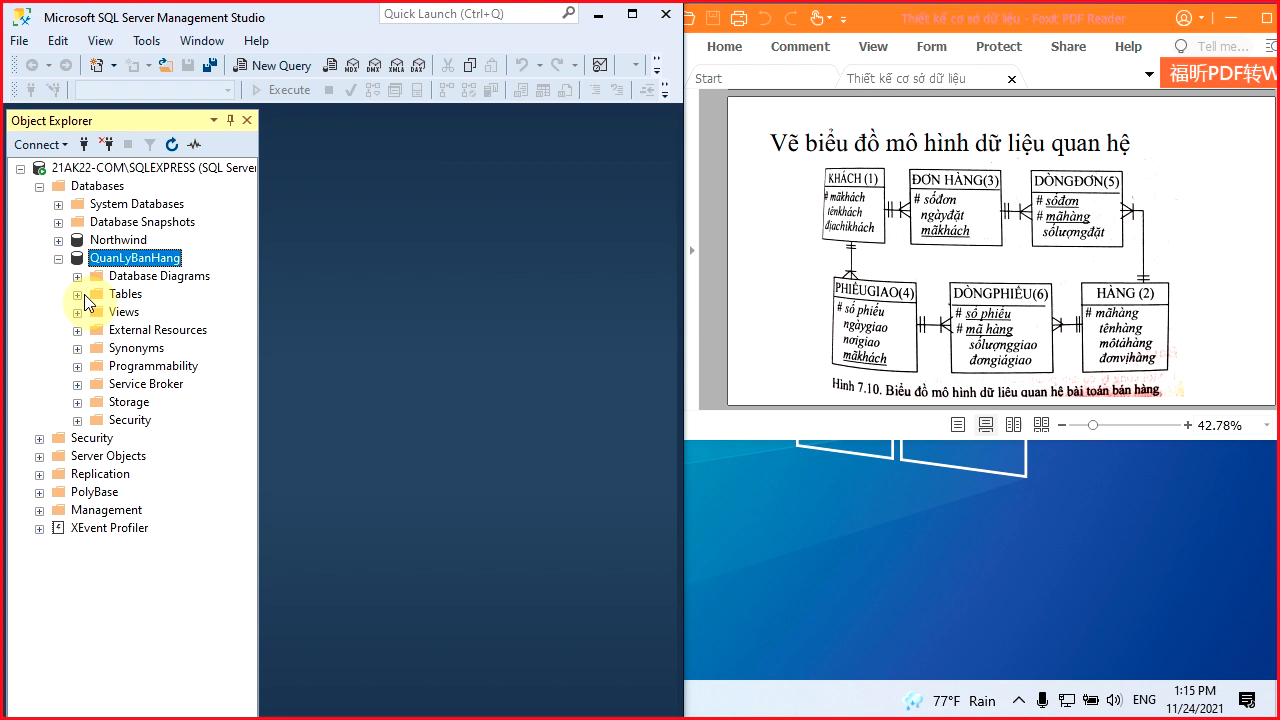 Microsoft SQL Server Management Studio
Quick Launch (Ctrl+Q)
File Edit View Tools Window Help
New Query
MDX DMX XMLA DAX
Execute
Object Explorer
Connect
21AK22-COM\SQLEXPRESS (SQL Server
Databases
System Databases
Database Snapshots
Northwind
QuanLyBanHang
Database Diagrams
Tables
Views
External Resources
Synonyms
Programmability
Service Broker
Storage
Security
Security
Server Objects
Replication
PolyBase
Management
XEvent Profiler
Thiết kế cơ sở dữ liệu - Foxit PDF Reader
Home Comment View Form Protect Share Help Tell me...
Start
Thiết kế cơ sở dữ liệu
福昕PDF转W
Vẽ biểu đồ mô hình dữ liệu quan hệ
KHÁCH (1)
# mãkhách
tênkhách
địachikhách
ĐƠN HÀNG(3)
# sốđơn
ngàyđặt
mãkhách
DÒNGĐƠN(5)
# sốđơn
# mãhàng
sốlượngđặt
PHIẾUGIAO(4)
# số phiếu
ngàygiao
nơigiao
mãkhách
DÒNGPHIẾU(6)
# số phiếu
# mã hàng
sốlượnggiao
đơngiágiao
HÀNG (2)
# mãhàng
tênhàng
môtảhàng
đơnvịhàng
Hình 7.10. Biểu đồ mô hình dữ liệu quan hệ bài toán bán hàng
42.78%
77°F Rain
ENG
1:15 PM
11/24/2021